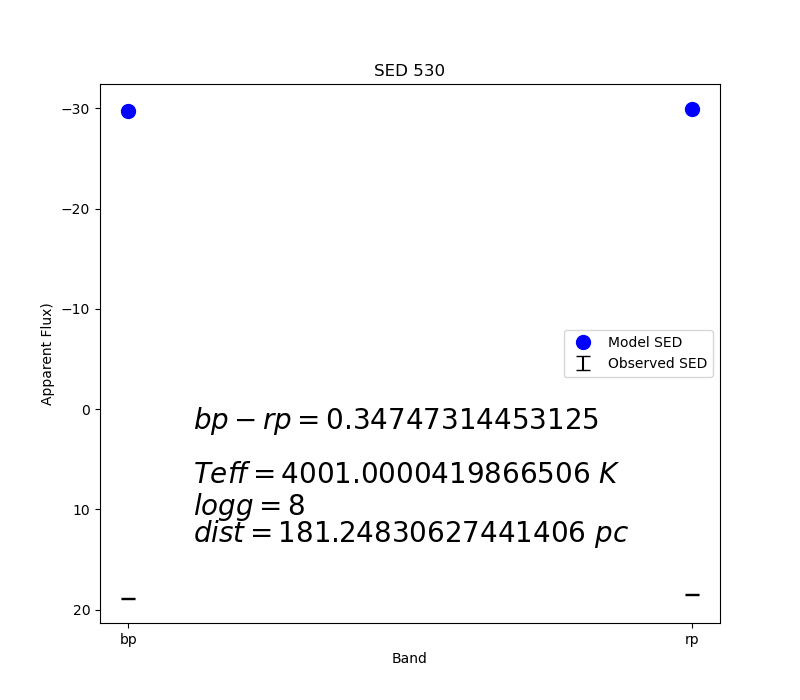 SED 530
−30
−20
−10
0
10
20
Apparent Flux)
Model SED
Observed SED
bp − rp = 0.34747314453125
Teff = 4001.0000419866506 K
logg = 8
dist = 181.24830627441406 pc
bp
rp
Band